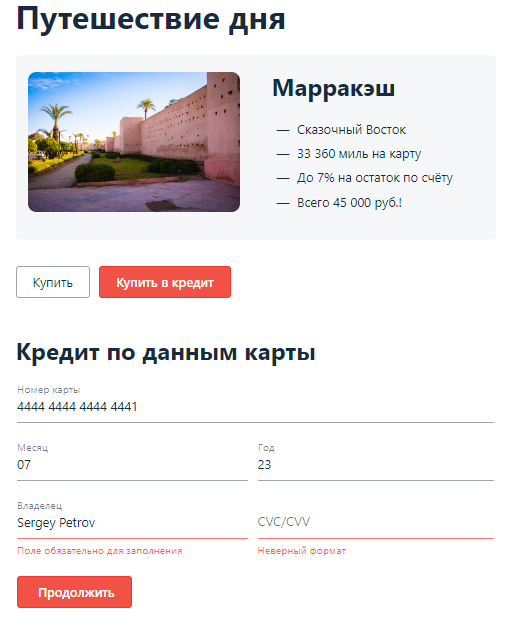 Путешествие дня
Марракэш
— Сказочный Восток
— 33 360 миль на карту
— До 7% на остаток по счёту
— Всего 45 000 руб.!
Купить
Купить в кредит
Кредит по данным карты
Номер карты
4444 4444 4444 4441
Месяц
Год
07
23
Владелец
Sergey Petrov
CVC/CVV
Поле обязательно для заполнения
Неверный формат
Продолжить